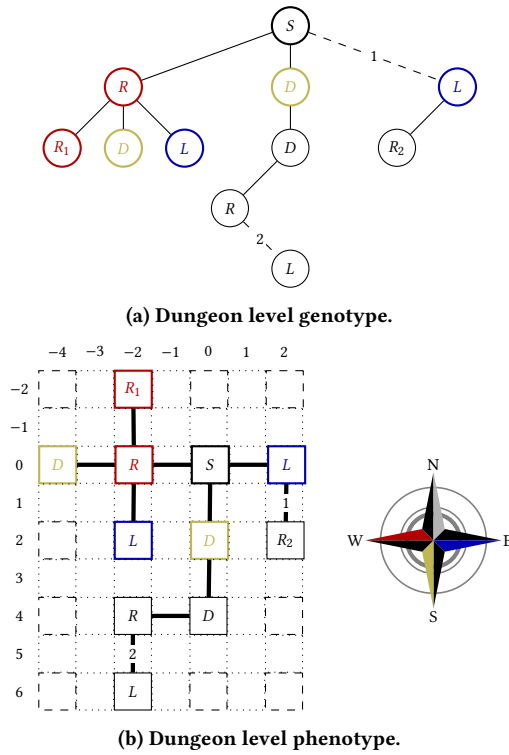 S
1
R D L
R₁ D L D R₂
R
2
L
(a) Dungeon level genotype.
−4 −3 −2 −1 0 1 2
−2 R₁
−1
0 D R S L
1 1
2 L D R₂
3
4 R D
5 2
6 L
N
W E
S
(b) Dungeon level phenotype.